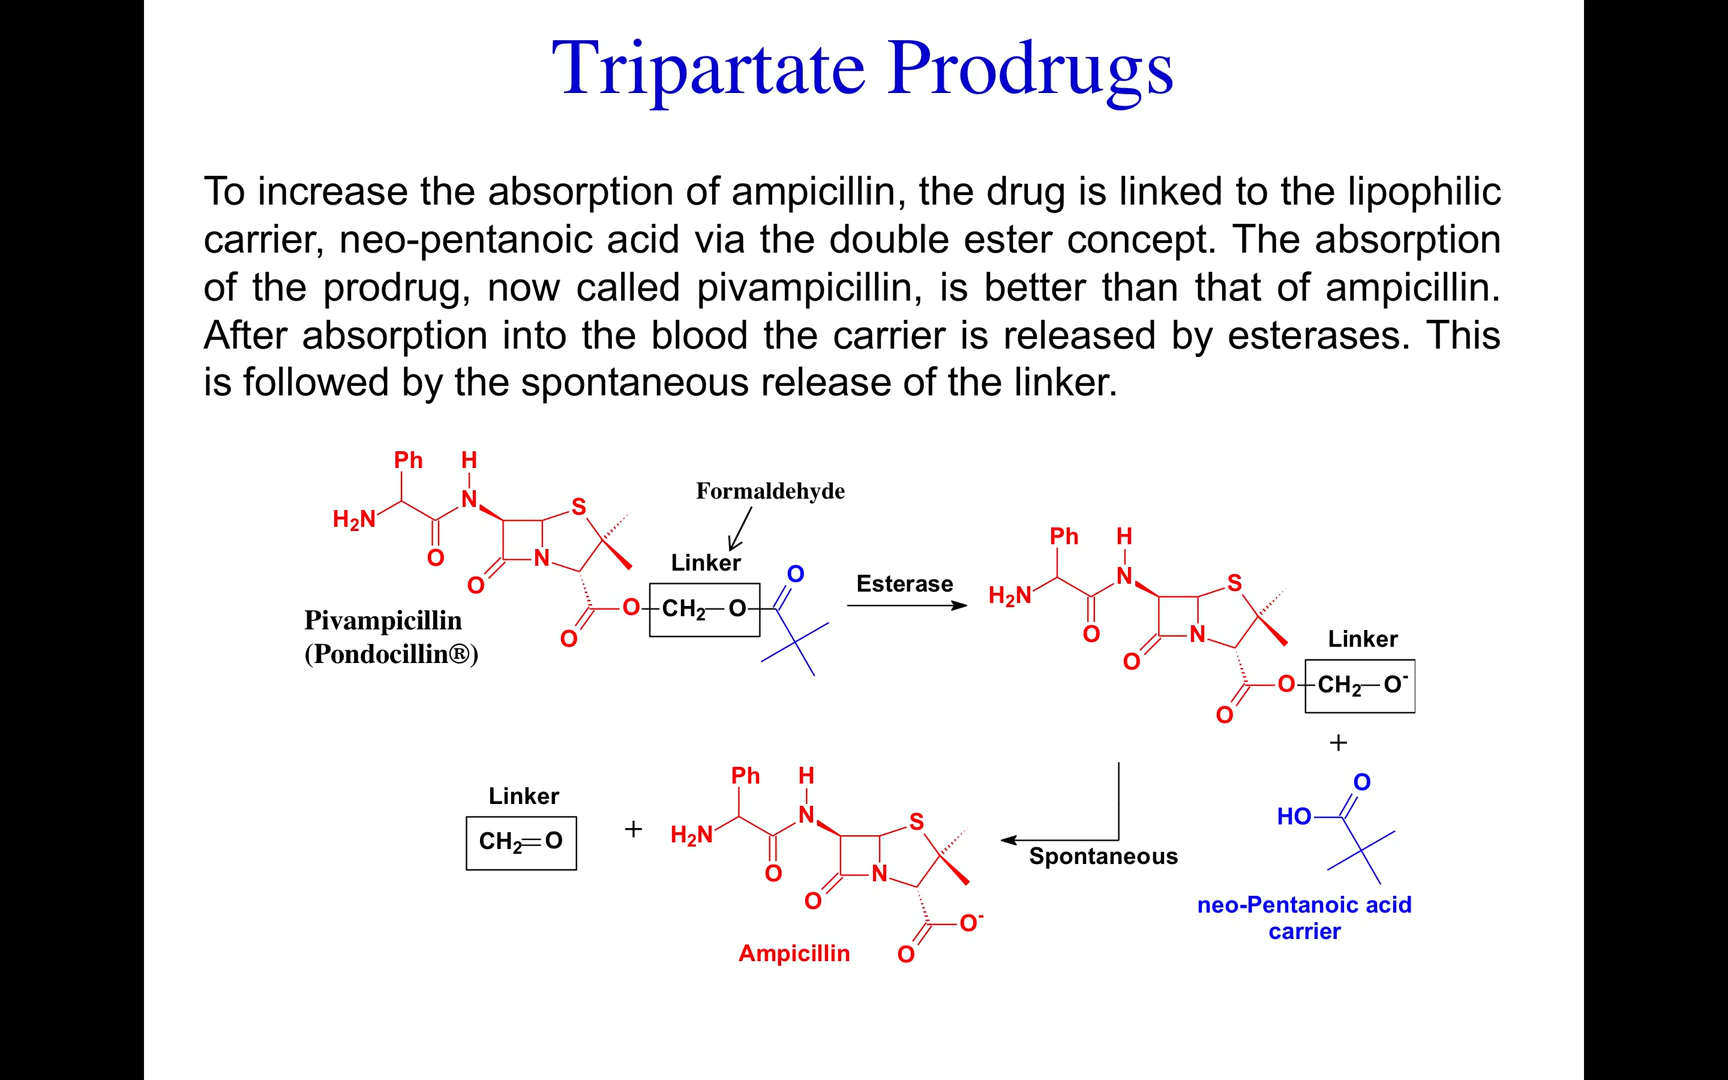 Tripartate Prodrugs
To increase the absorption of ampicillin, the drug is linked to the lipophilic
carrier, neo-pentanoic acid via the double ester concept. The absorption
of the prodrug, now called pivampicillin, is better than that of ampicillin.
After absorption into the blood the carrier is released by esterases. This
is followed by the spontaneous release of the linker.
Ph H
H₂N N S
O N
O
Formaldehyde
Linker
O
O CH₂ O
O
Pivampicillin
(Pondocillin®)
Esterase
Ph H
H₂N N S
O N
O
Linker
O CH₂ O⁻
O
+
O
HO
neo-Pentanoic acid
carrier
Spontaneous
Linker
CH₂=O
+
Ph H
H₂N N S
O N
O
O⁻
O
Ampicillin